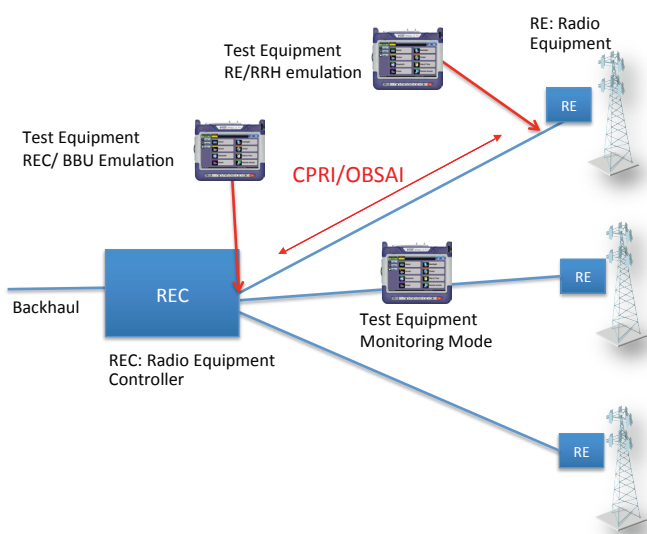 Test Equipment
RE/RRH emulation
RE: Radio
Equipment
RE
Test Equipment
REC/ BBU Emulation
CPRI/OBSAI
REC
RE
Backhaul
Test Equipment
Monitoring Mode
REC: Radio Equipment
Controller
RE